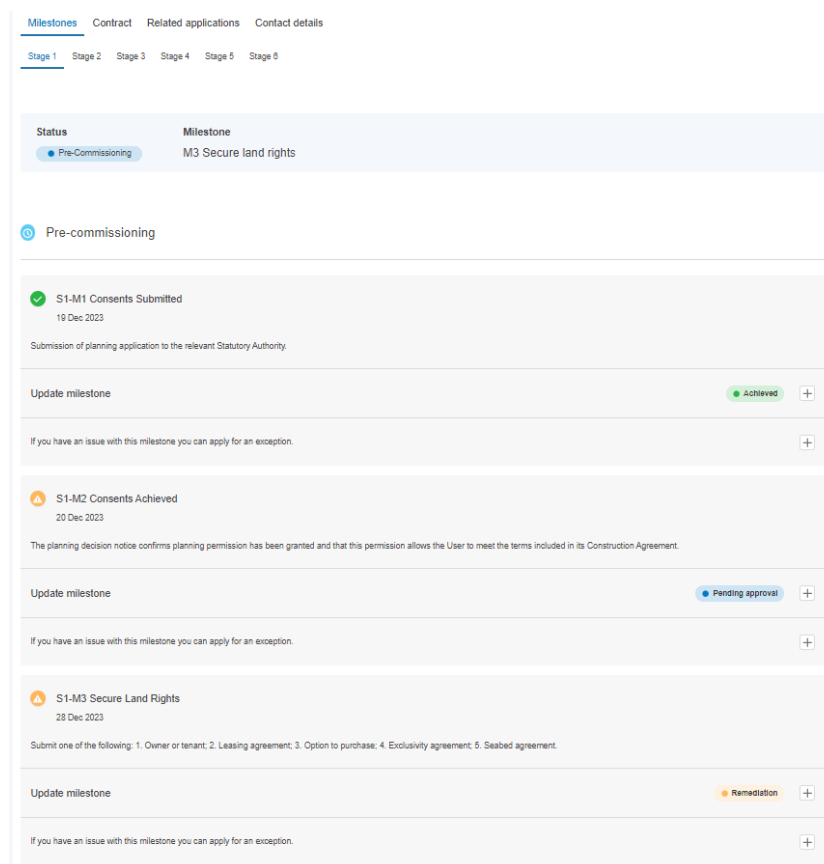 Milestones Contract Related applications Contact details
Stage 1 Stage 2 Stage 3 Stage 4 Stage 5 Stage 6
Status Milestone
Pre-Commissioning M3 Secure land rights
Pre-commissioning
S1-M1 Consents Submitted
19 Dec 2023
Submission of planning application to the relevant Statutory Authority.
Update milestone Achieved
If you have an issue with this milestone you can apply for an exception.
S1-M2 Consents Achieved
20 Dec 2023
The planning decision notice confirms planning permission has been granted and that this permission allows the User to meet the terms included in its Construction Agreement.
Update milestone Pending approval
If you have an issue with this milestone you can apply for an exception.
S1-M3 Secure Land Rights
28 Dec 2023
Submit one of the following: 1. Owner or tenant; 2. Leasing agreement; 3. Option to purchase; 4. Exclusivity agreement; 5. Seabed agreement.
Update milestone Remediation
If you have an issue with this milestone you can apply for an exception.